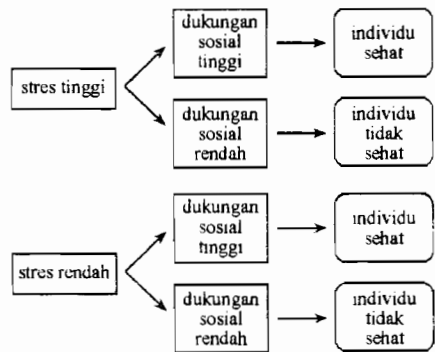 stres tinggi
dukungan
sosial
tinggi
individu
sehat
dukungan
sosial
rendah
individu
tidak
sehat
stres rendah
dukungan
sosial
tinggi
individu
sehat
dukungan
sosial
rendah
individu
tidak
sehat